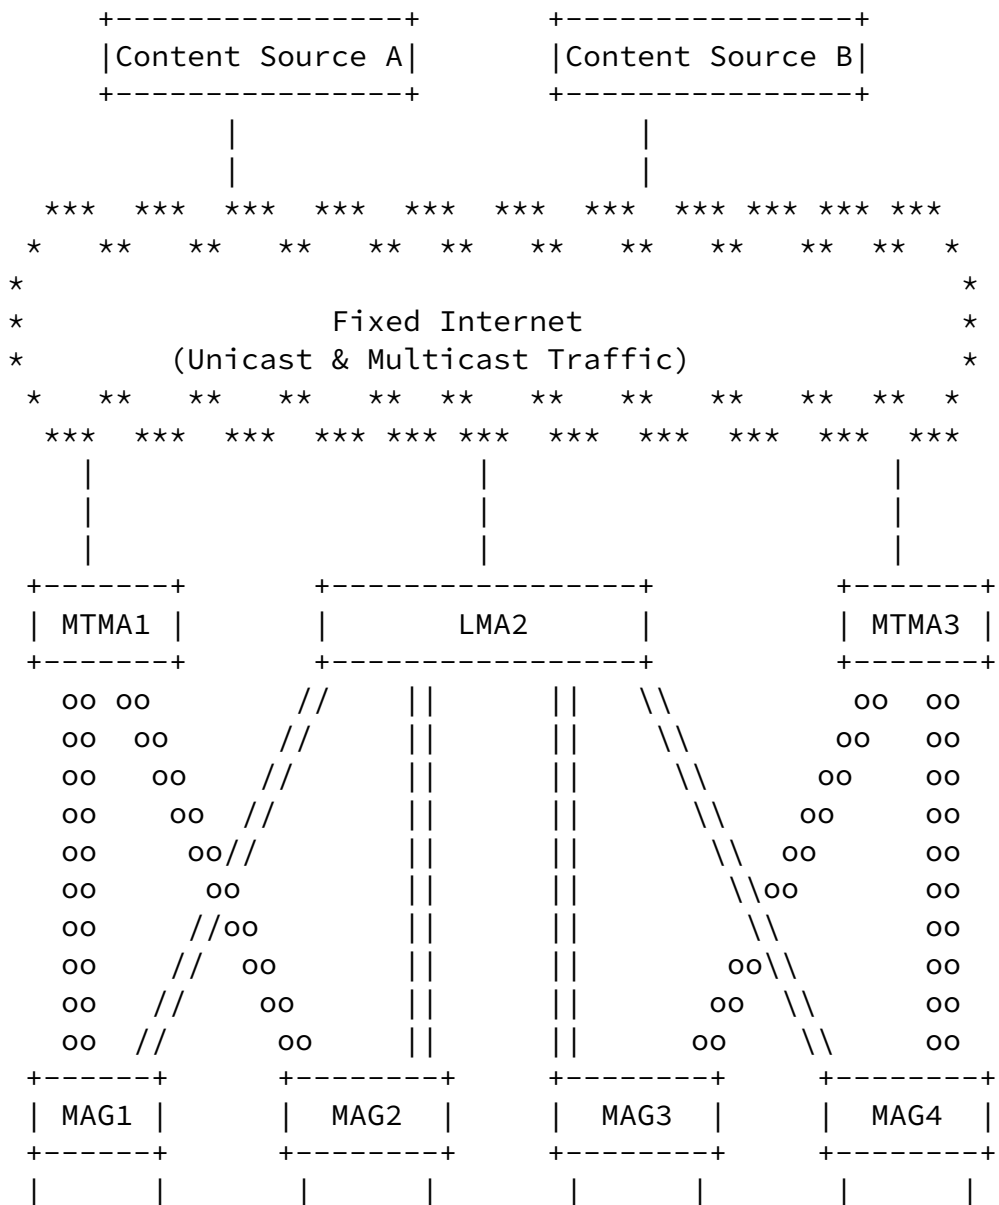 Content Source A Content Source B
Fixed Internet
(Unicast & Multicast Traffic)
MTMA1 LMA2 MTMA3
MAG1 MAG2 MAG3 MAG4